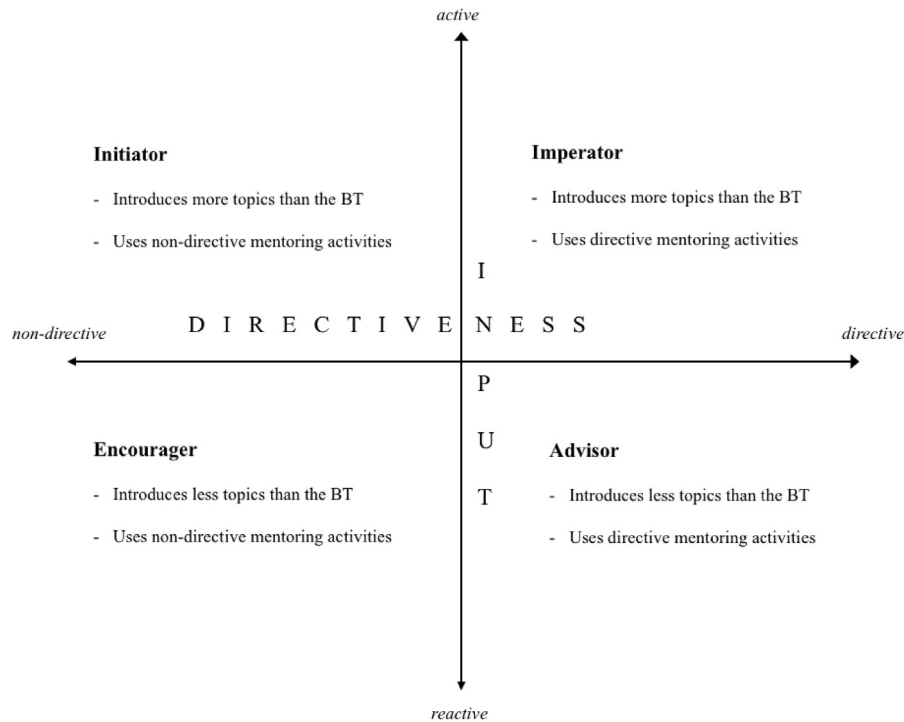 active
Initiator
- Introduces more topics than the BT
- Uses non-directive mentoring activities
Imperator
- Introduces more topics than the BT
- Uses directive mentoring activities
non-directive
DIRECTIVENESS
directive
INPUT
Encourager
- Introduces less topics than the BT
- Uses non-directive mentoring activities
Advisor
- Introduces less topics than the BT
- Uses directive mentoring activities
reactive